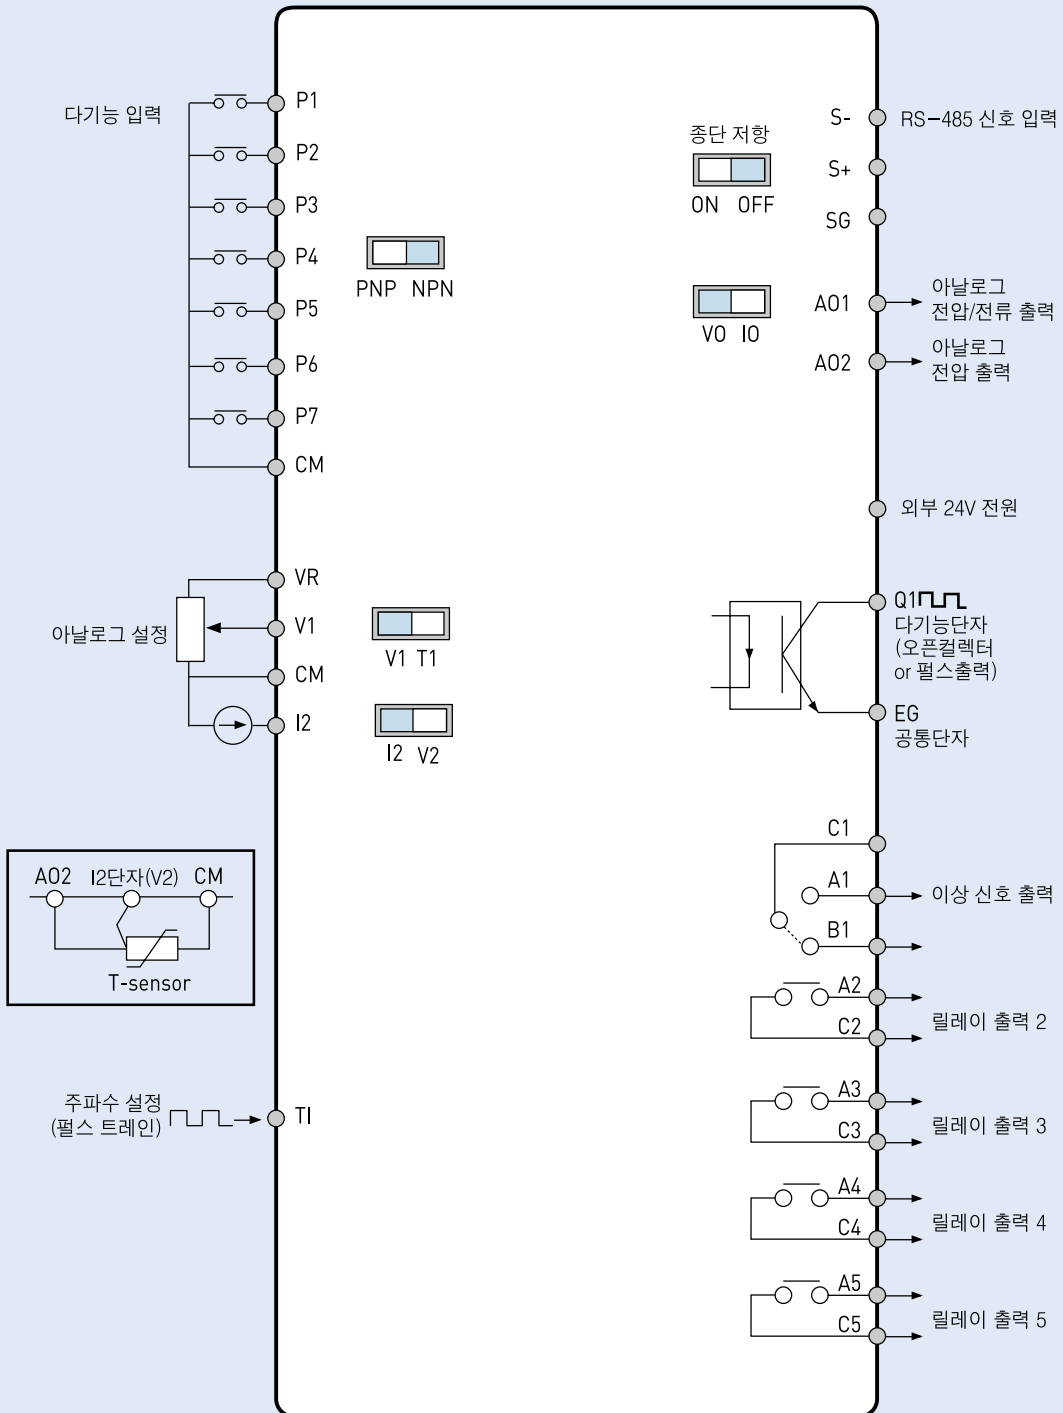 다기능 입력
P1
P2
P3
P4
P5
P6
P7
CM
PNP NPN
종단 저항
ON OFF
VO IO
S-
S+
SG
RS-485 신호 입력
AO1
아날로그
전압/전류 출력
AO2
아날로그
전압 출력
외부 24V 전원
아날로그 설정
VR
V1
CM
I2
V1 T1
I2 V2
Q1
다기능단자
(오픈컬렉터
or 펄스출력)
EG
공통단자
AO2 I2단자(V2) CM
T-sensor
주파수 설정
(펄스 트레인)
TI
C1
A1
B1
이상 신호 출력
A2
C2
릴레이 출력 2
A3
C3
릴레이 출력 3
A4
C4
릴레이 출력 4
A5
C5
릴레이 출력 5